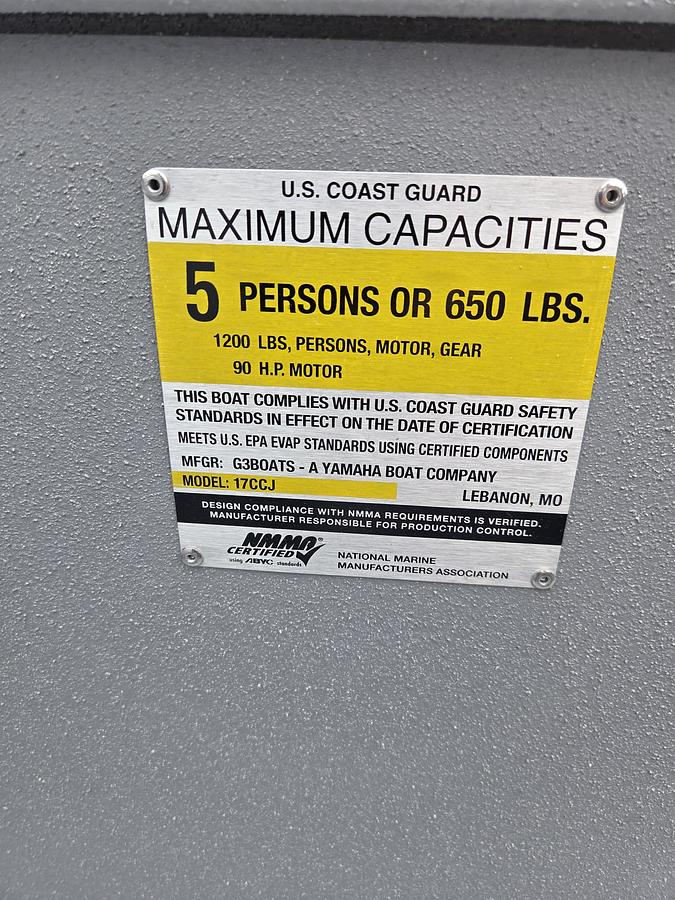 U.S. COAST GUARD
MAXIMUM CAPACITIES
5 PERSONS OR 650 LBS.
1200 LBS, PERSONS, MOTOR, GEAR
90 H.P. MOTOR
THIS BOAT COMPLIES WITH U.S. COAST GUARD SAFETY
STANDARDS IN EFFECT ON THE DATE OF CERTIFICATION
MEETS U.S. EPA EVAP STANDARDS USING CERTIFIED COMPONENTS
MFGR: G3BOATS - A YAMAHA BOAT COMPANY
MODEL: 17CCJ
LEBANON, MO
DESIGN COMPLIANCE WITH NMMA REQUIREMENTS IS VERIFIED.
MANUFACTURER RESPONSIBLE FOR PRODUCTION CONTROL.
NMMA®
CERTIFIED
using ABYC standards
NATIONAL MARINE
MANUFACTURERS ASSOCIATION